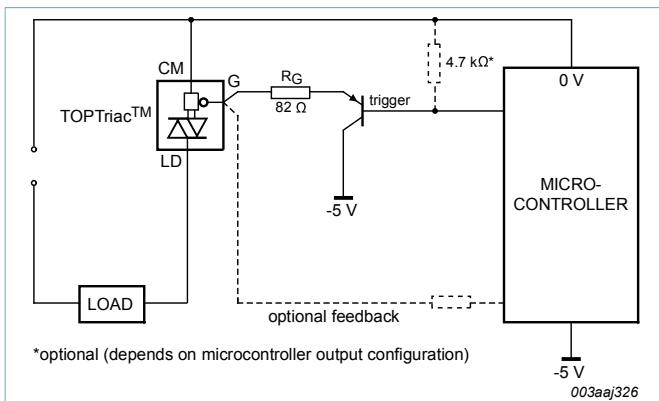 4.7 kΩ*
0 V
CM
G
RG
82 Ω
TOPTriac™
trigger
LD
-5 V
MICRO-
CONTROLLER
LOAD
optional feedback
*optional (depends on microcontroller output configuration)
-5 V
003aaj326